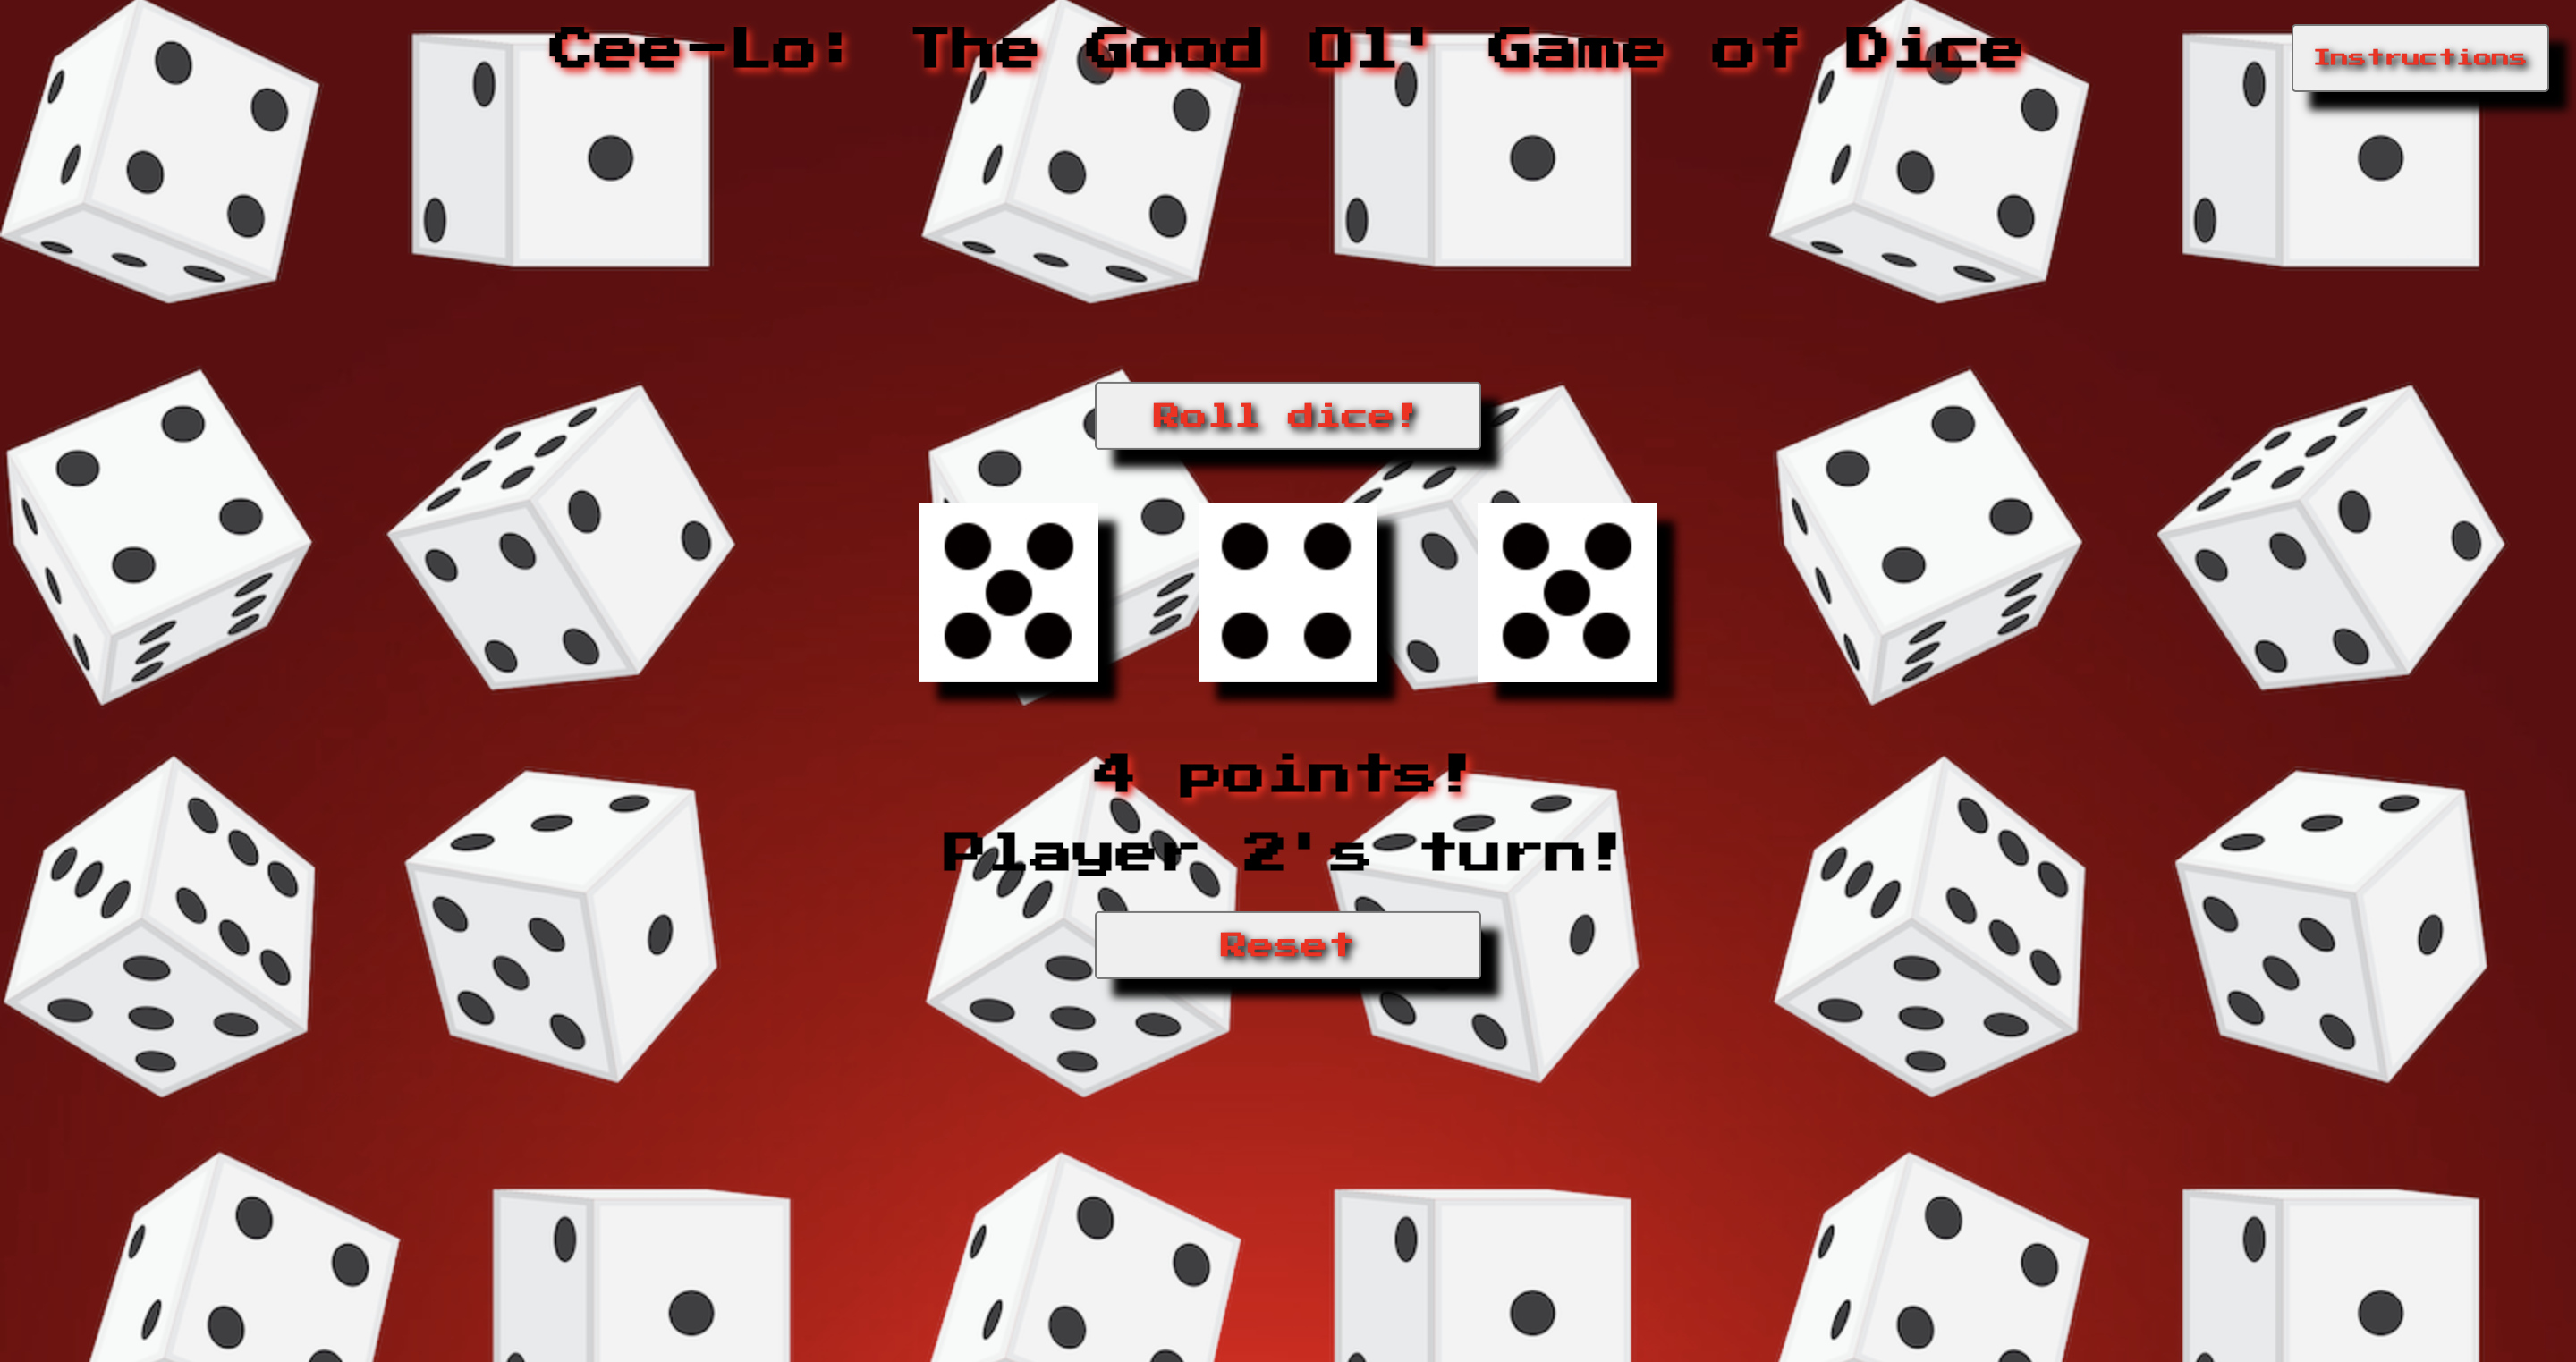 Cee-Lo: The Good Ol' Game of Dice
Instructions
Roll dice!
4 points!
Player 2's turn!
Reset